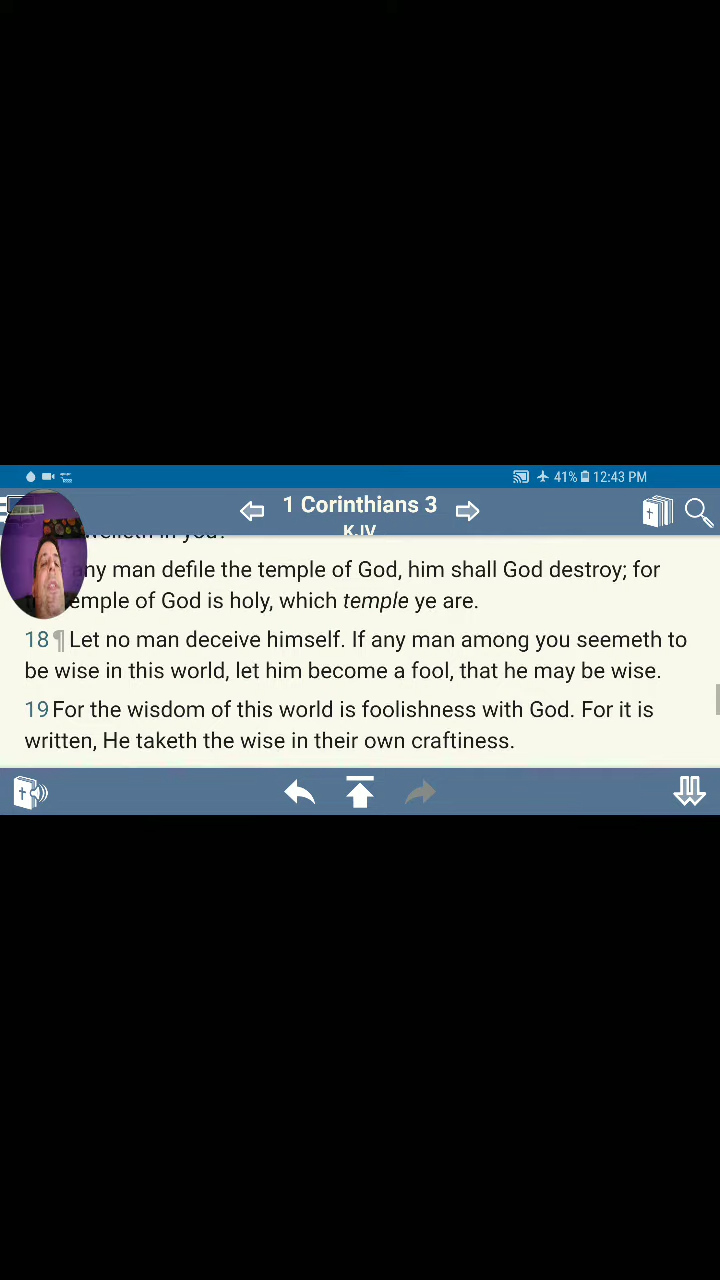 41% 12:43 PM
1 Corinthians 3
KJV
in you?
any man defile the temple of God, him shall God destroy; for
temple of God is holy, which temple ye are.
18 ¶ Let no man deceive himself. If any man among you seemeth to
be wise in this world, let him become a fool, that he may be wise.
19 For the wisdom of this world is foolishness with God. For it is
written, He taketh the wise in their own craftiness.